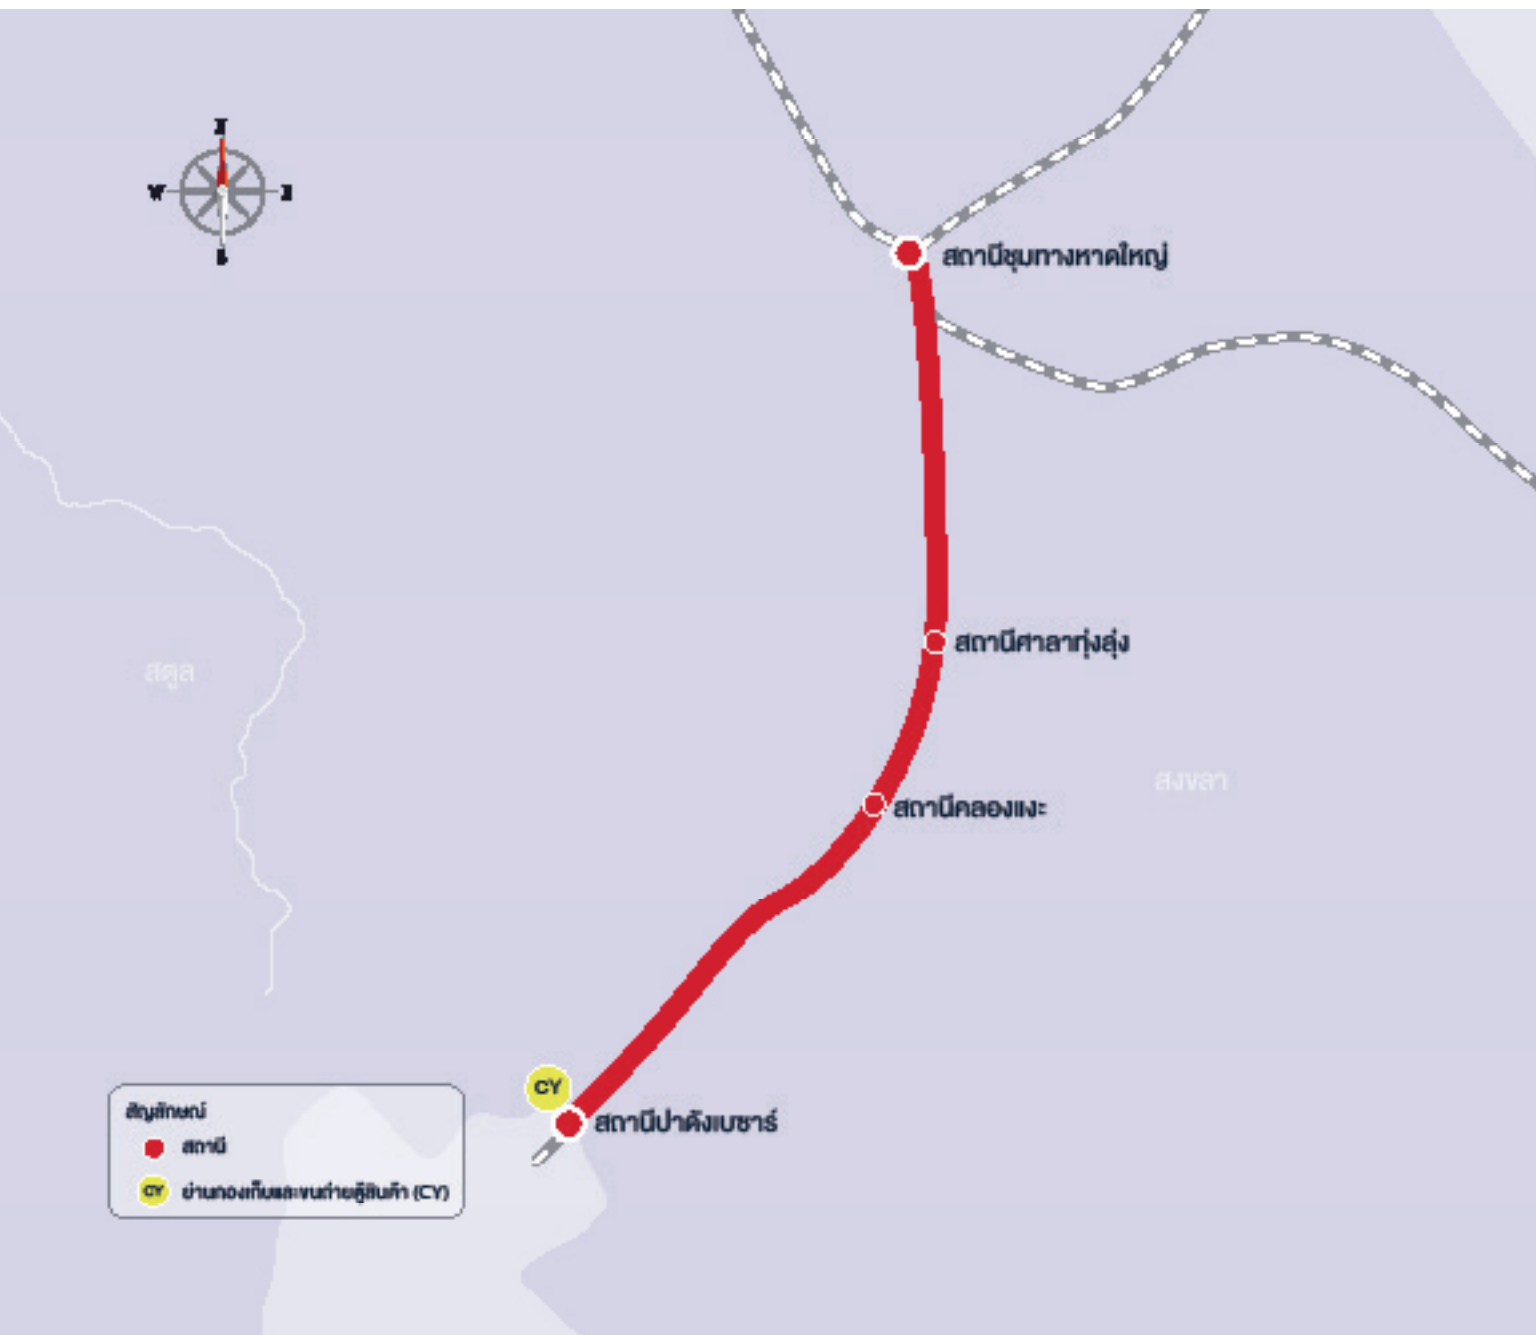 W
สถานีชุมทางหาดใหญ่
สถานีศาลาทุ่งลุง
สตูล
สงขลา
สถานีคลองแงะ
CY
สถานีปาดังเบซาร์
สัญลักษณ์
สถานี
CY ย่านกองเก็บและขนถ่ายตู้สินค้า (CY)